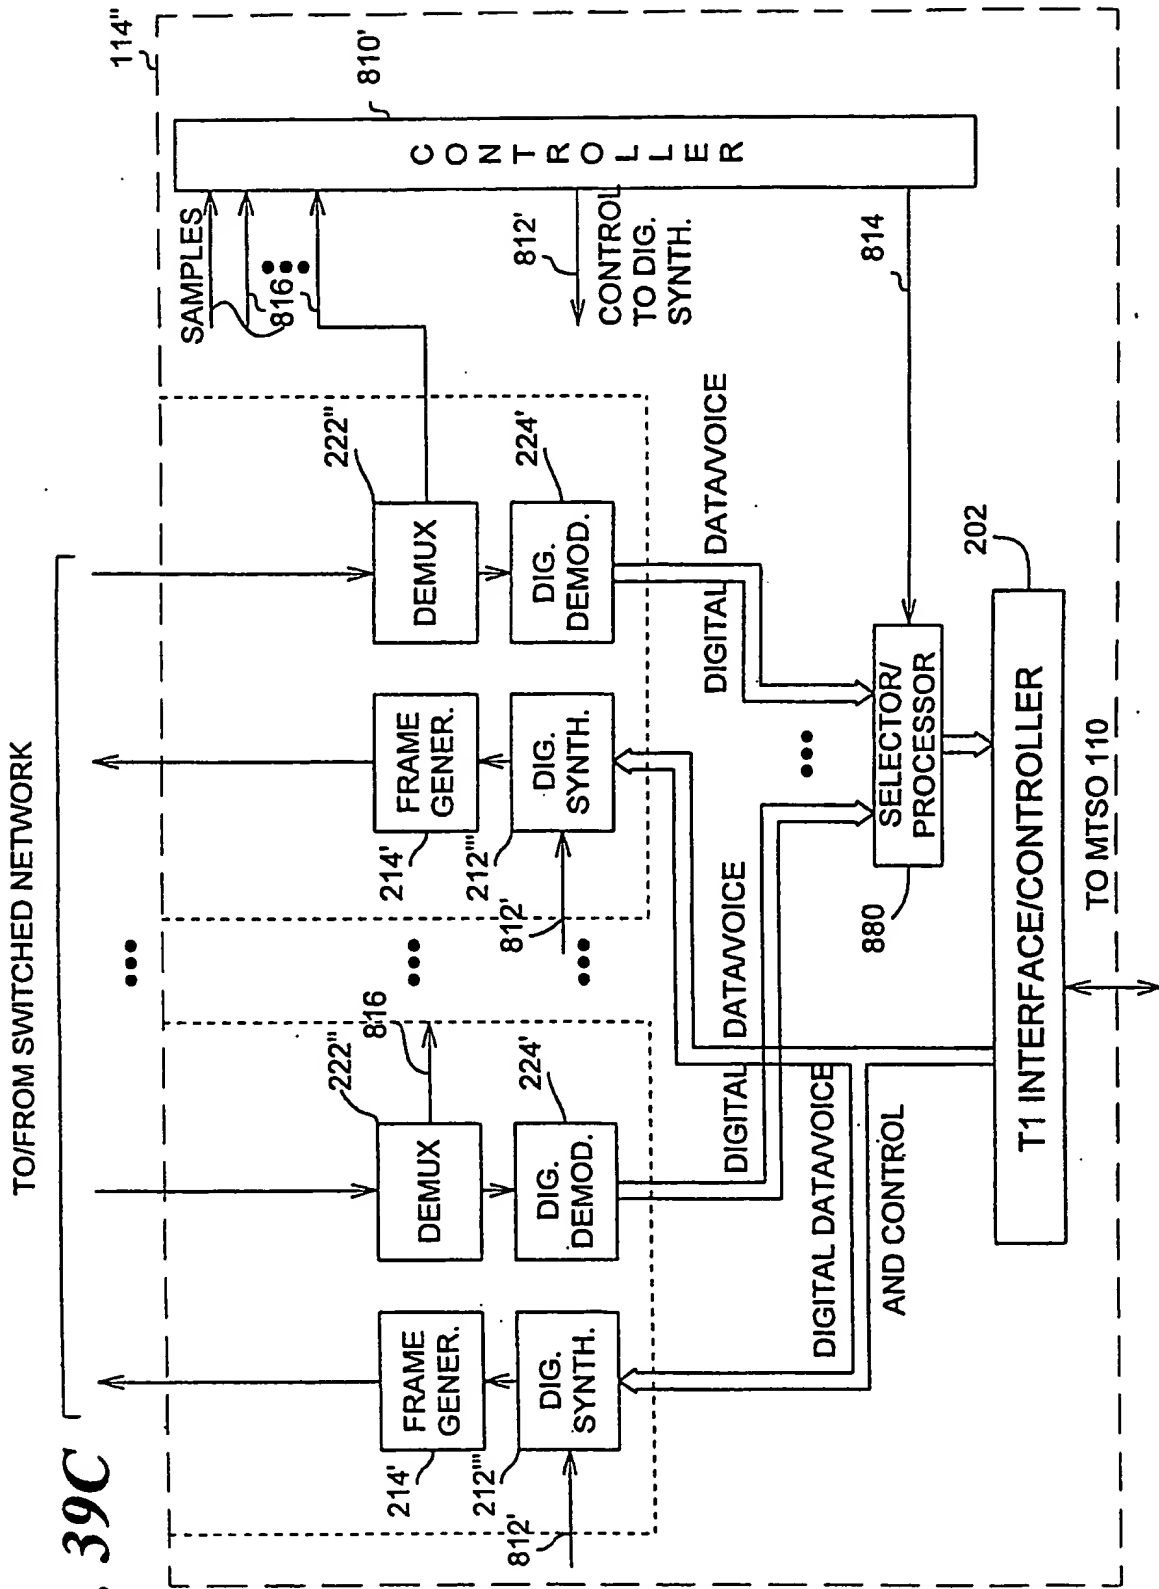 . 39C
TO/FROM SWITCHED NETWORK
114"
SAMPLES
816
810'
CONTROLLER
812'
CONTROL
TO DIG.
SYNTH.
814
222"
DEMUX
224'
DIG.
DEMOD.
FRAME
GENER.
214'
DIG.
SYNTH.
212"'
812'
816
222"
DEMUX
224'
DIG.
DEMOD.
FRAME
GENER.
214'
DIG.
SYNTH.
212"'
812'
DIGITAL DATA/VOICE
DIGITAL DATA/VOICE
DIGITAL DATA/VOICE
AND CONTROL
SELECTOR/
PROCESSOR
880
202
T1 INTERFACE/CONTROLLER
TO MTSO 110